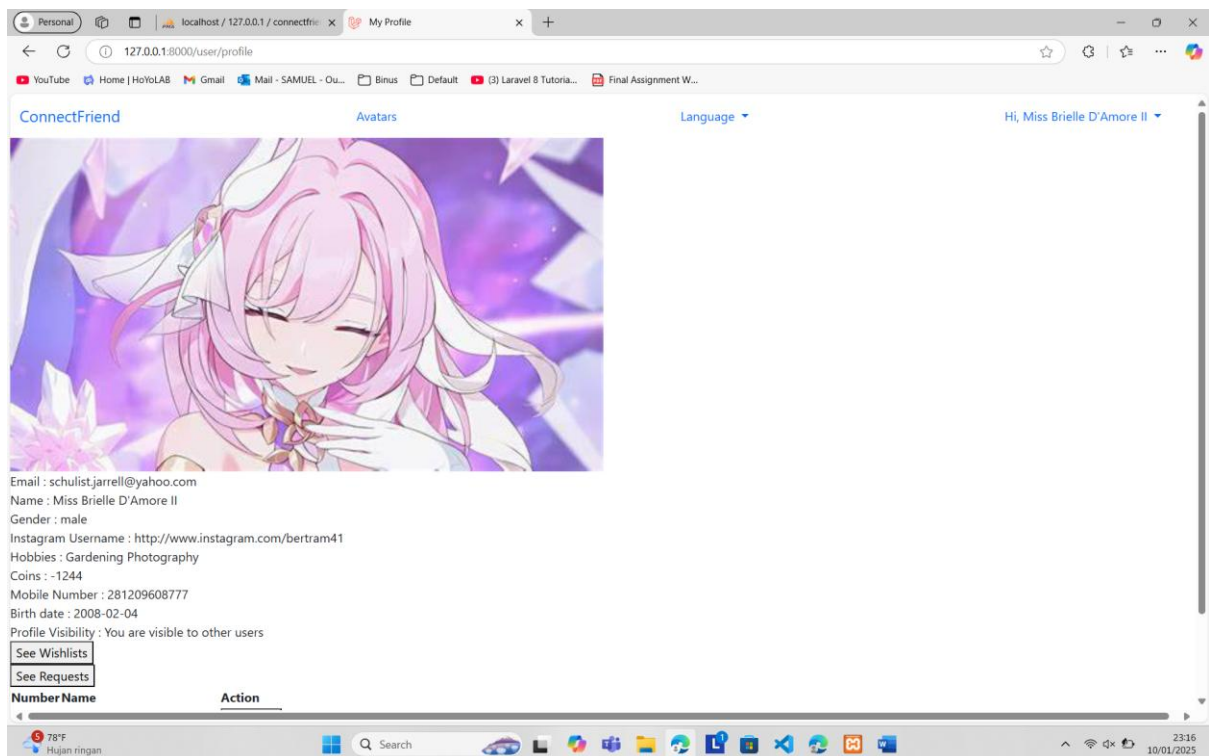 Personal
localhost / 127.0.0.1 / connectfrie
My Profile
127.0.0.1:8000/user/profile
YouTube Home | HoYoLAB Gmail Mail - SAMUEL - Ou... Binus Default (3) Laravel 8 Tutoria... Final Assignment W...
ConnectFriend Avatars Language Hi, Miss Brielle D'Amore II
Email : schulist.jarrell@yahoo.com
Name : Miss Brielle D'Amore II
Gender : male
Instagram Username : http://www.instagram.com/bertram41
Hobbies : Gardening Photography
Coins : -1244
Mobile Number : 281209608777
Birth date : 2008-02-04
Profile Visibility : You are visible to other users
See Wishlists
See Requests
Number Name Action
5 78°F
Hujan ringan
Search
23:16
10/01/2025